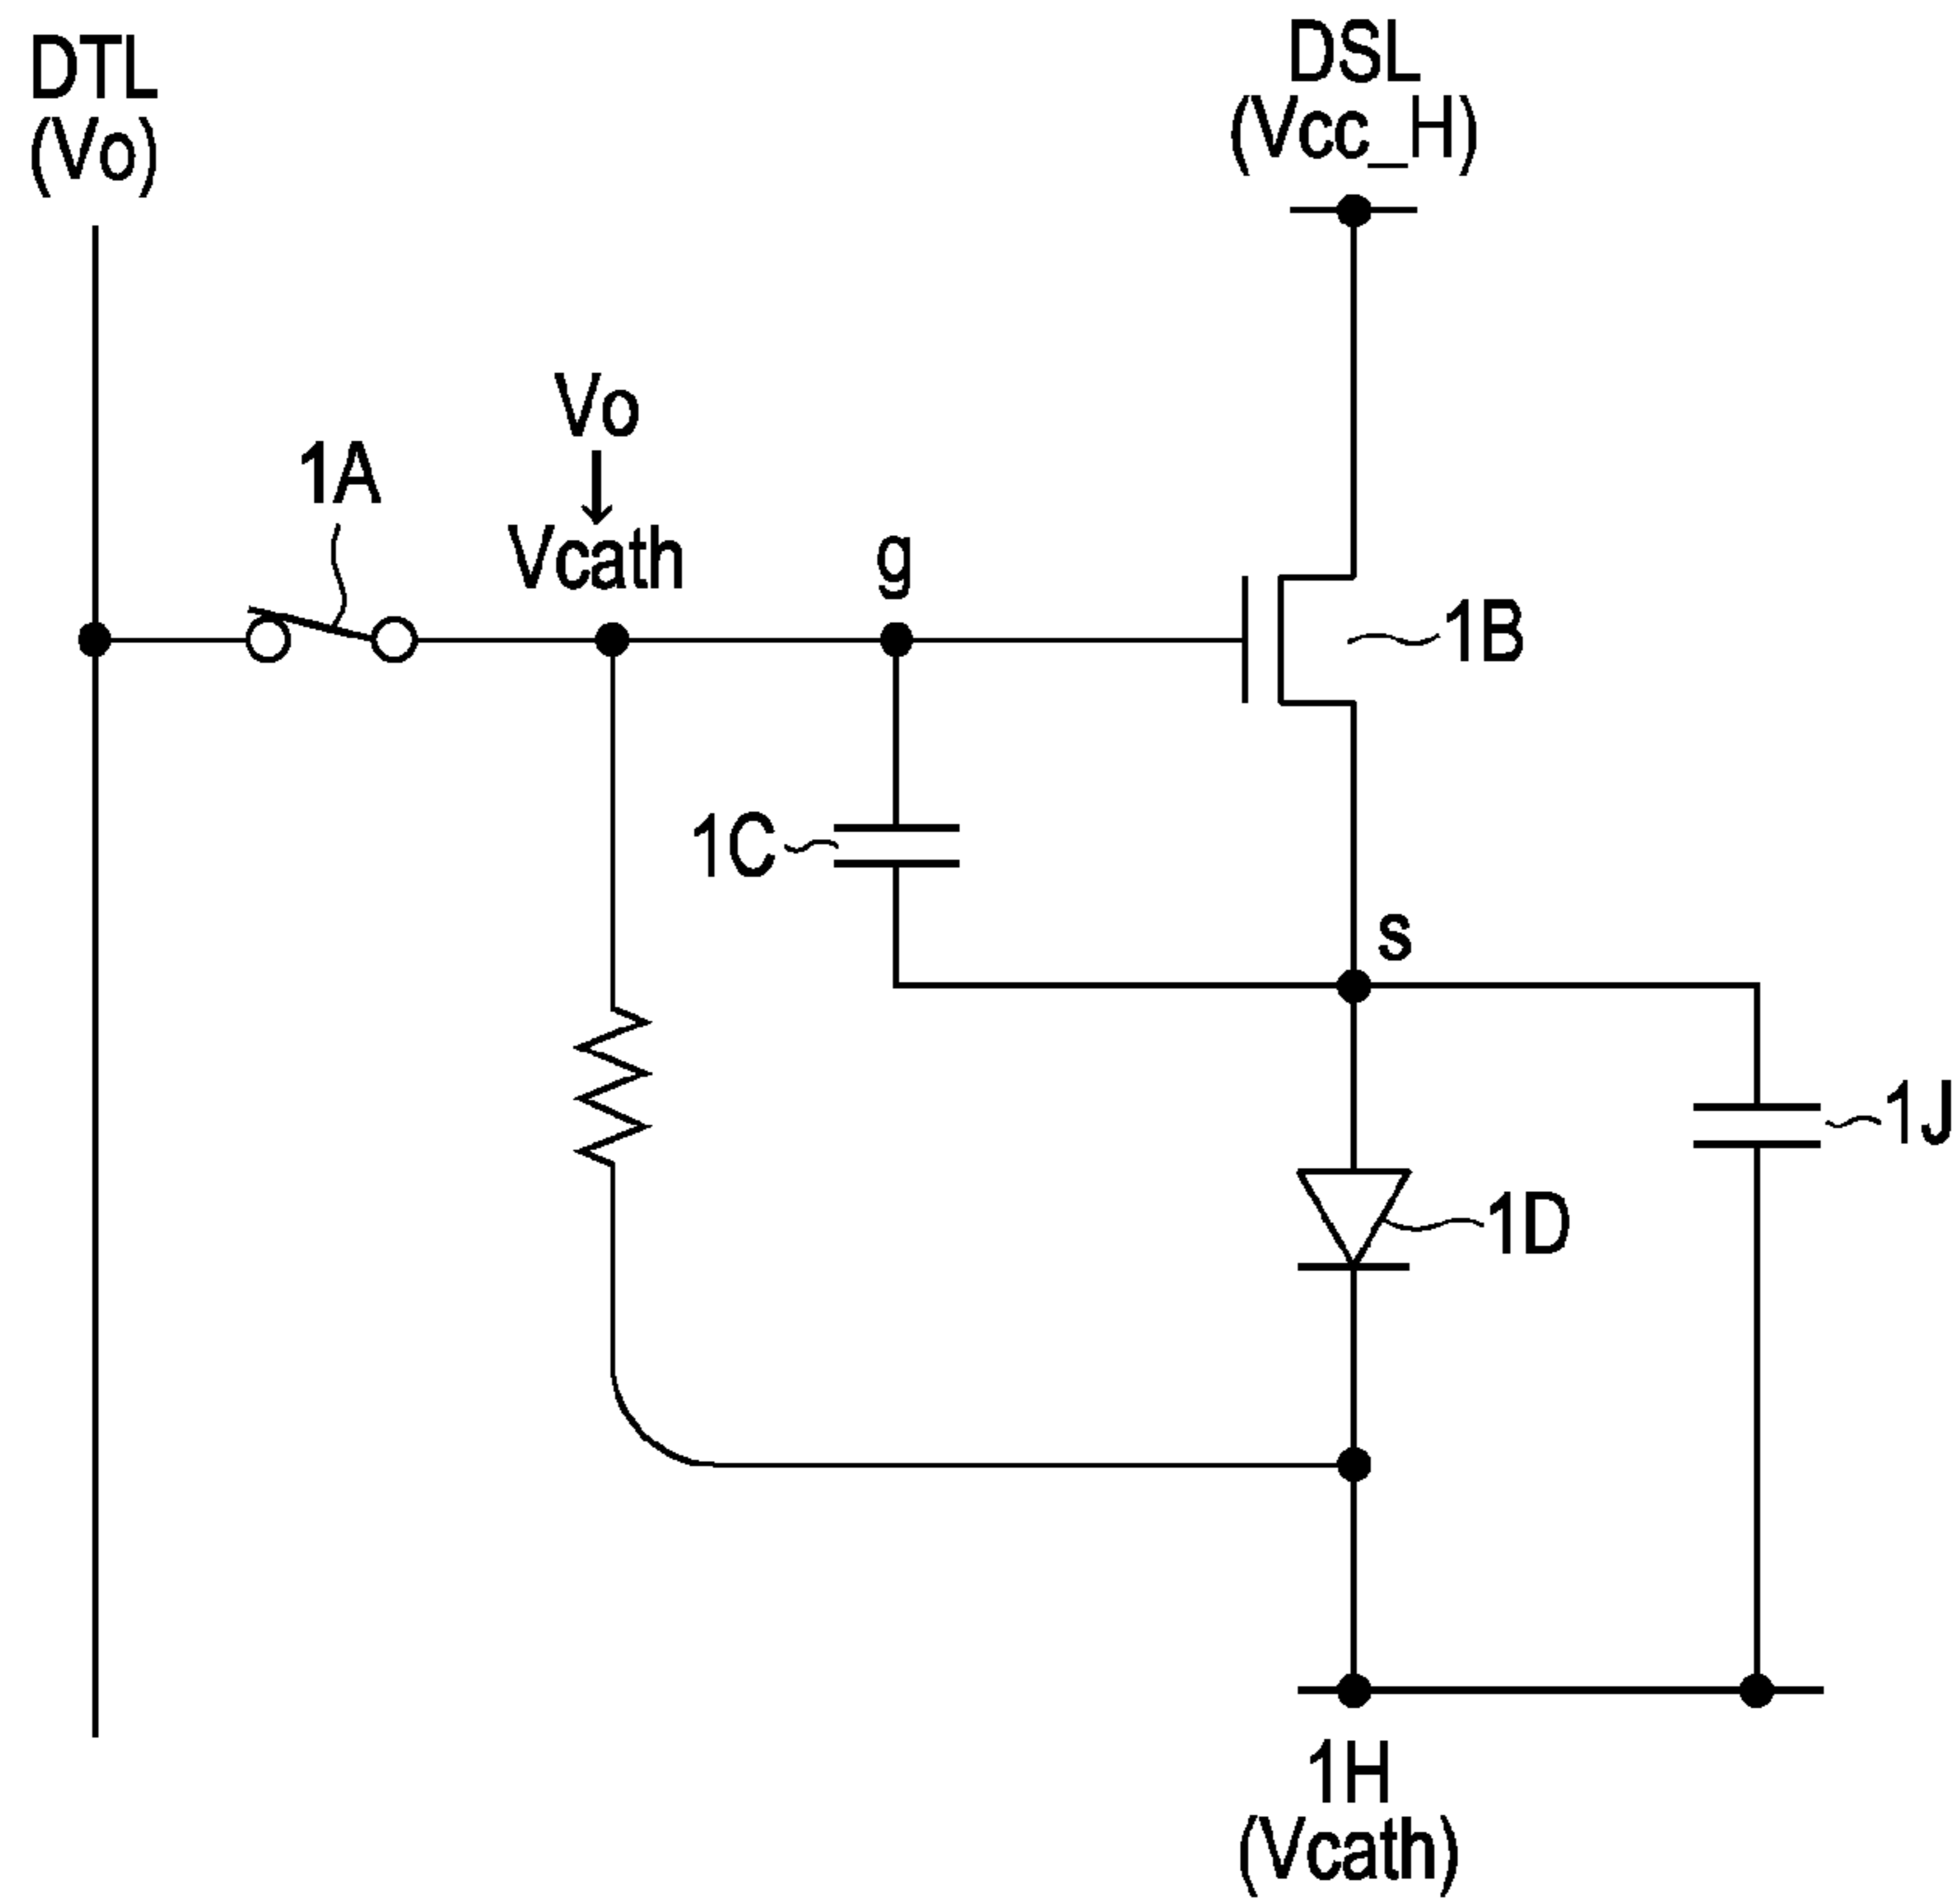 DTL
(Vo)
DSL
(Vcc_H)
Vo
1A
Vcath
g
1B
1C
s
1J
1D
1H
(Vcath)